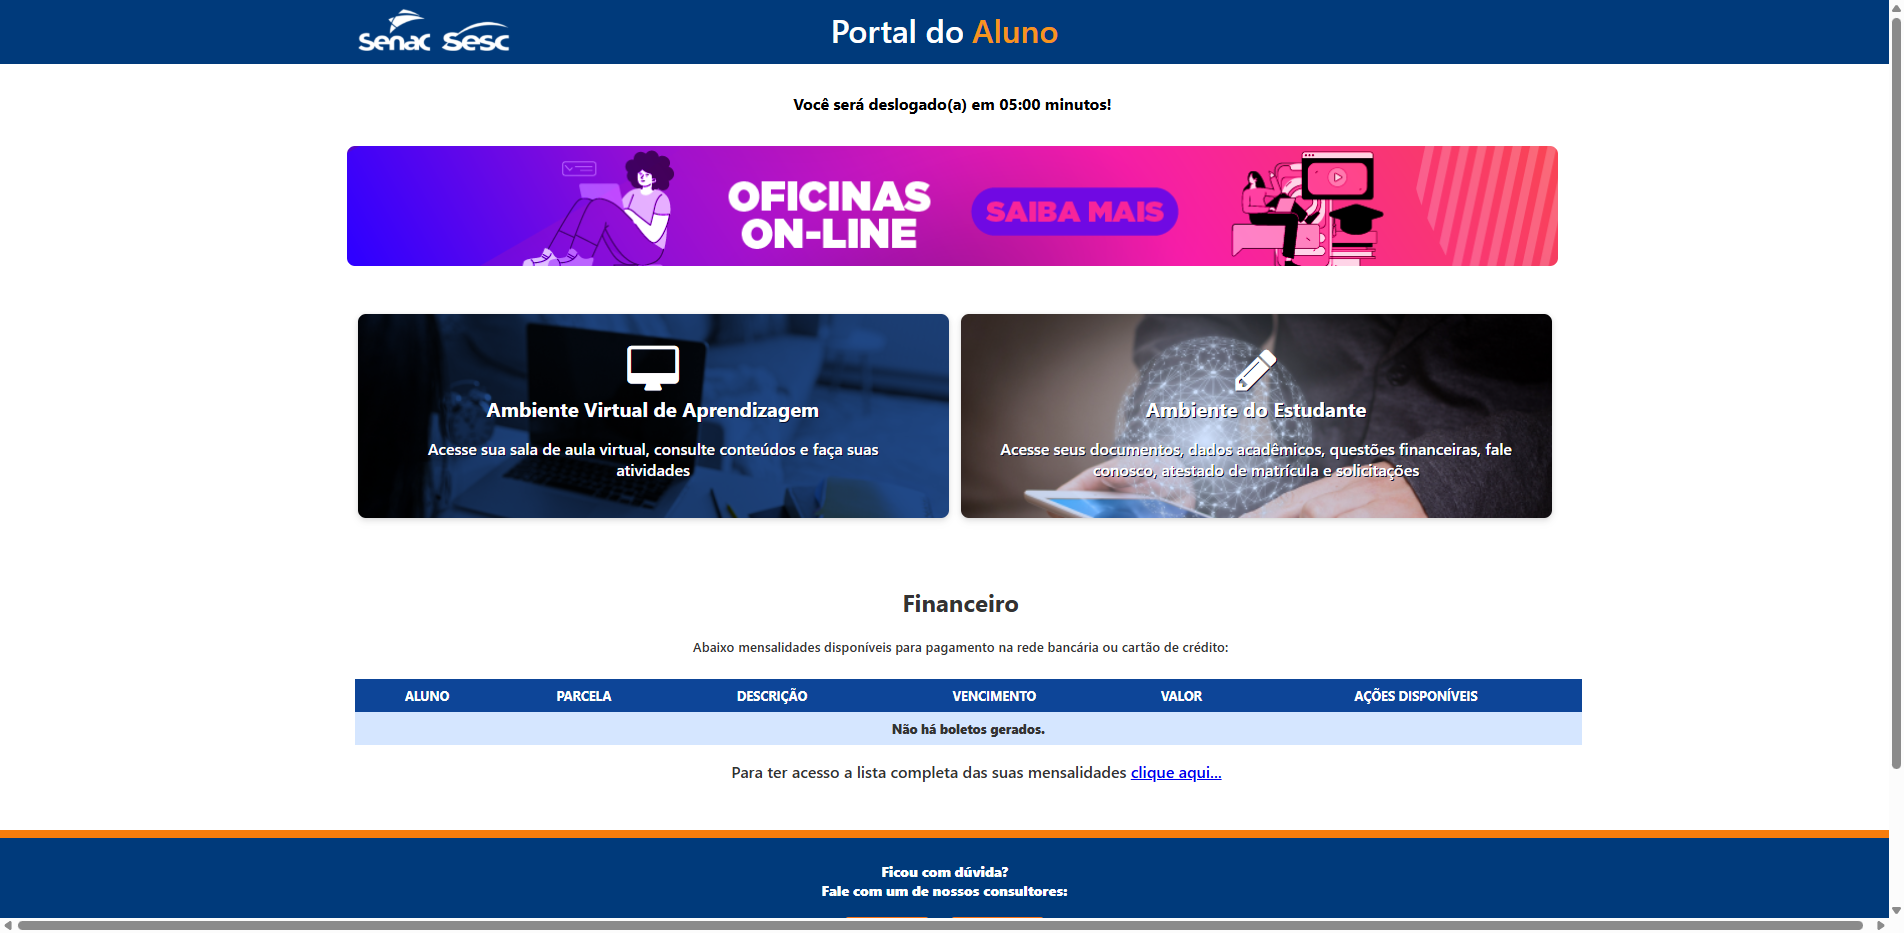 Senac Sesc
Portal do Aluno
Você será deslogado(a) em 05:00 minutos!
OFICINAS
ON-LINE
SAIBA MAIS
Ambiente Virtual de Aprendizagem
Acesse sua sala de aula virtual, consulte conteúdos e faça suas
atividades
Ambiente do Estudante
Acesse seus documentos, dados acadêmicos, questões financeiras, fale
conosco, atestado de matrícula e solicitações
Financeiro
Abaixo mensalidades disponíveis para pagamento na rede bancária ou cartão de crédito:
ALUNO PARCELA DESCRIÇÃO VENCIMENTO VALOR AÇÕES DISPONÍVEIS
Não há boletos gerados.
Para ter acesso a lista completa das suas mensalidades clique aqui...
Ficou com dúvida?
Fale com um de nossos consultores: